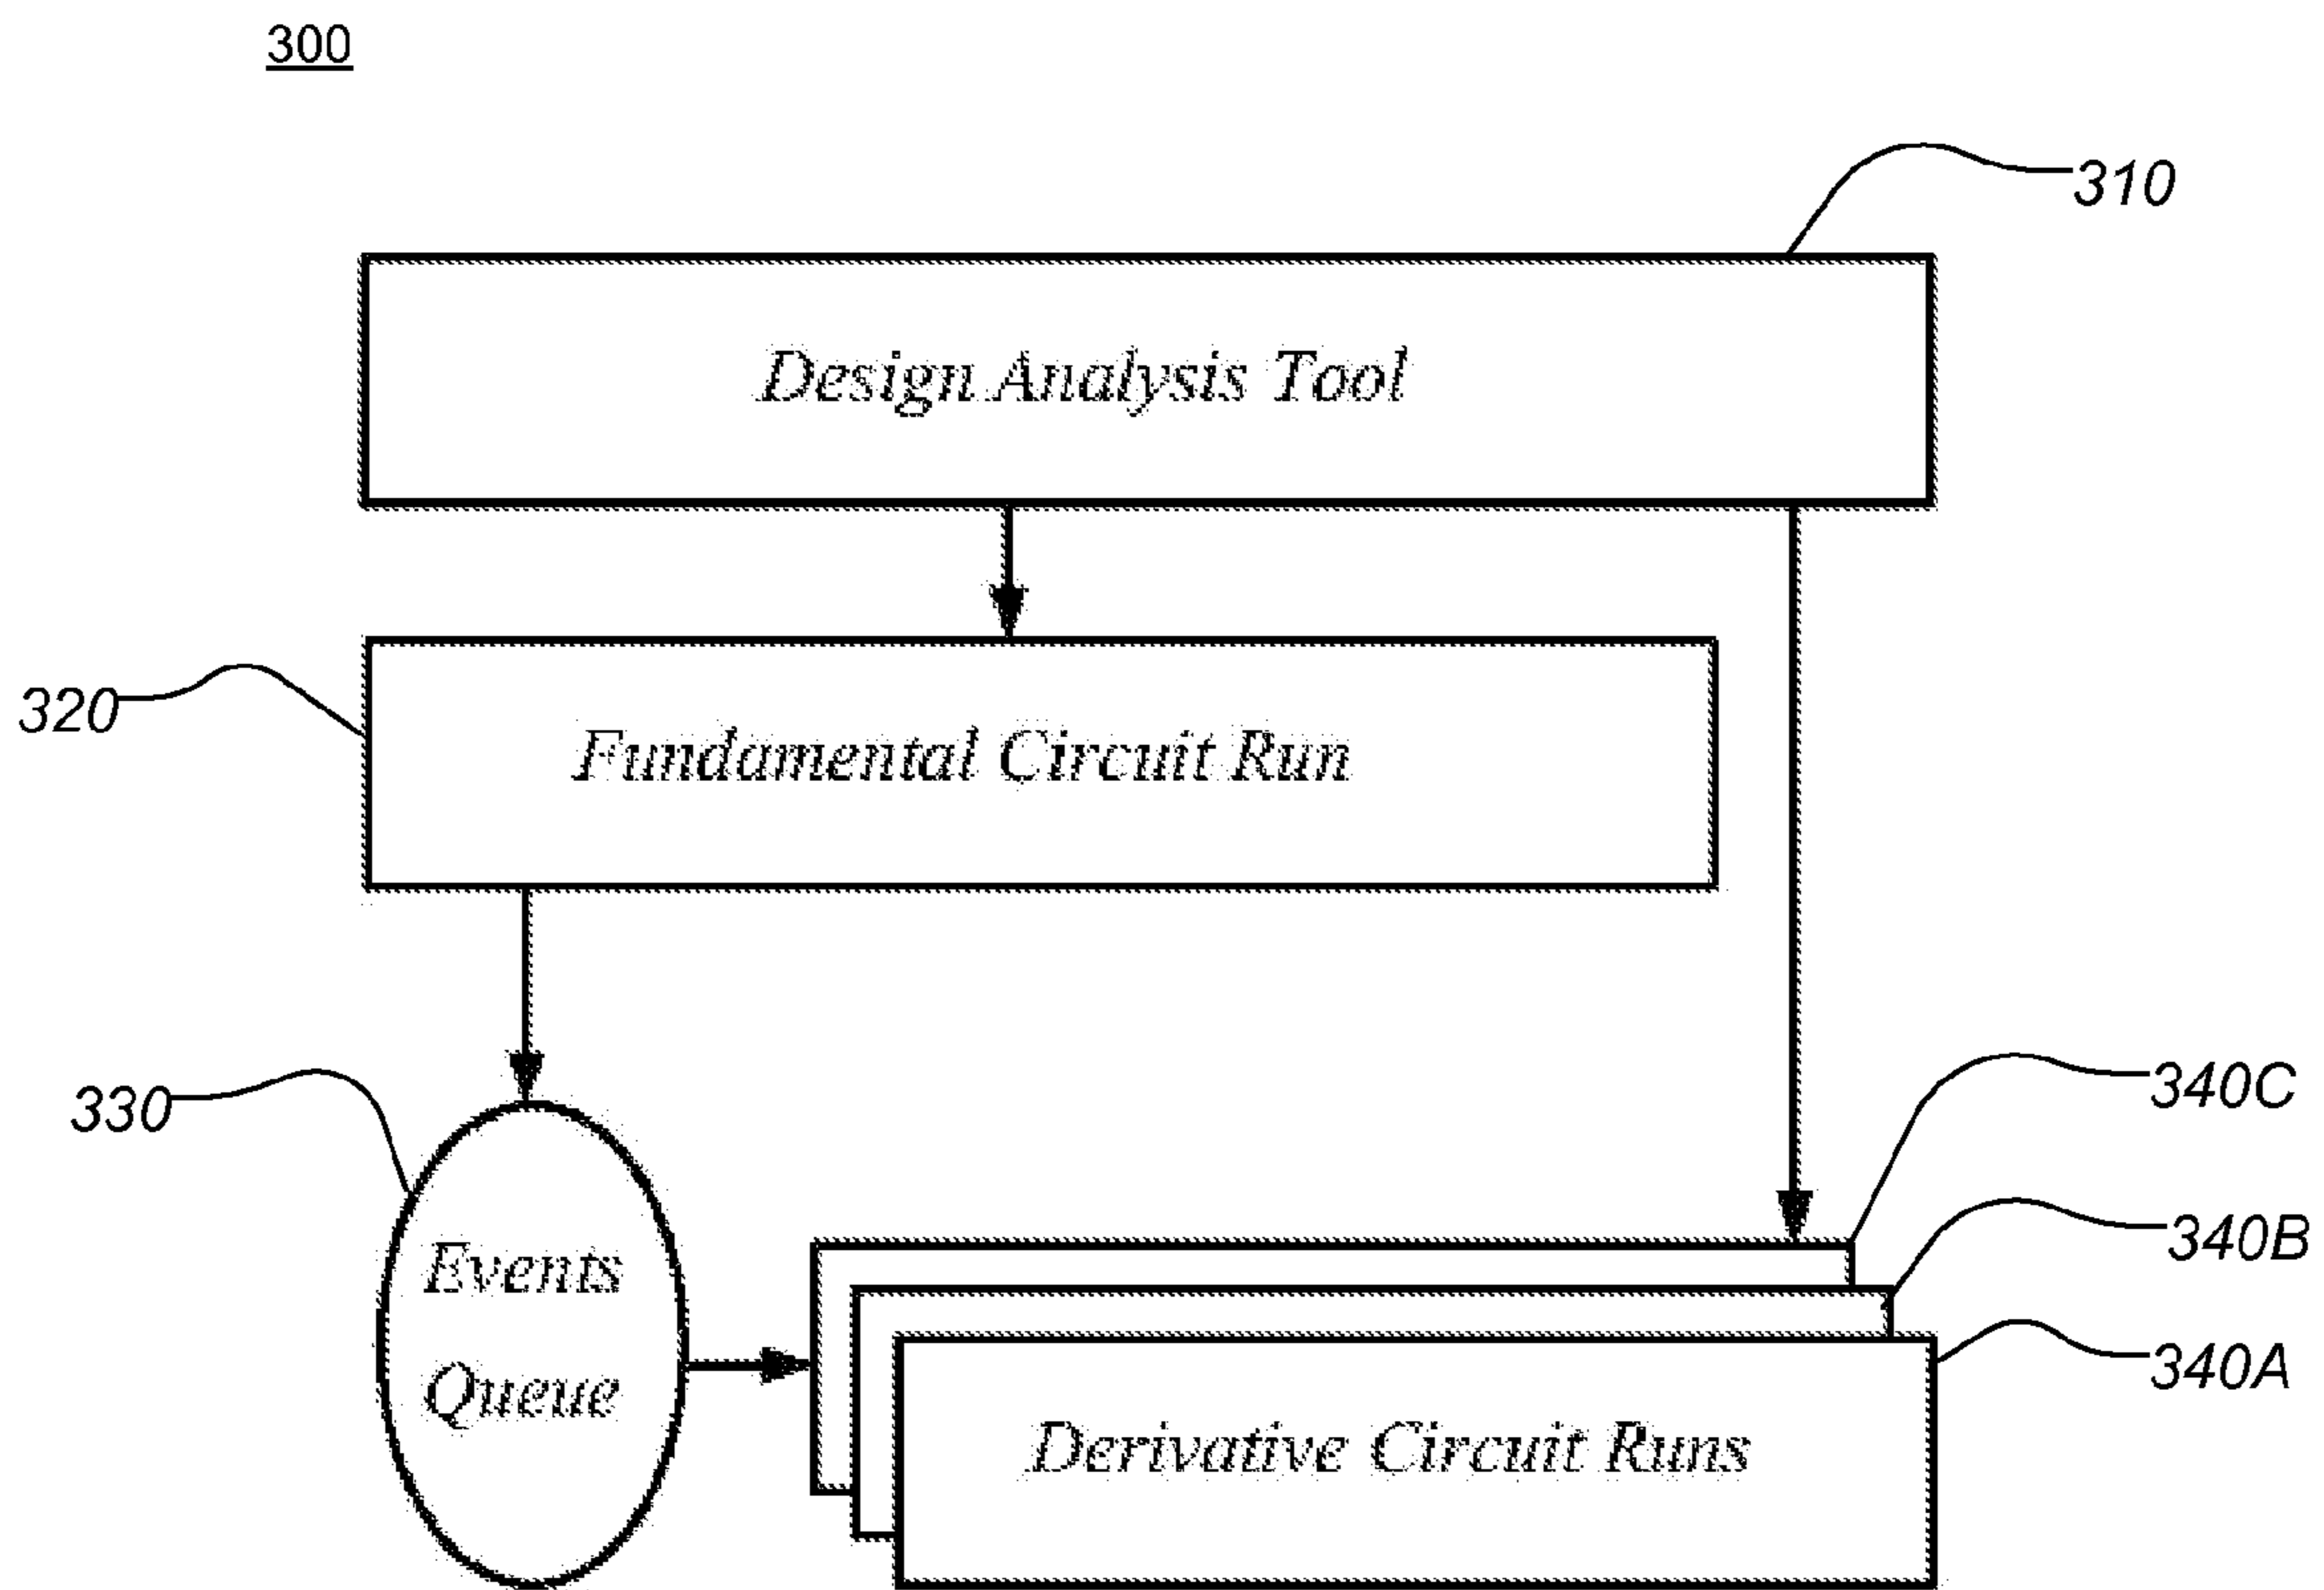 300
310
Design Analysis Tool
320
Fundamental Circuit Run
330
340C
Events
340B
Queue
340A
Derivative Circuit Runs